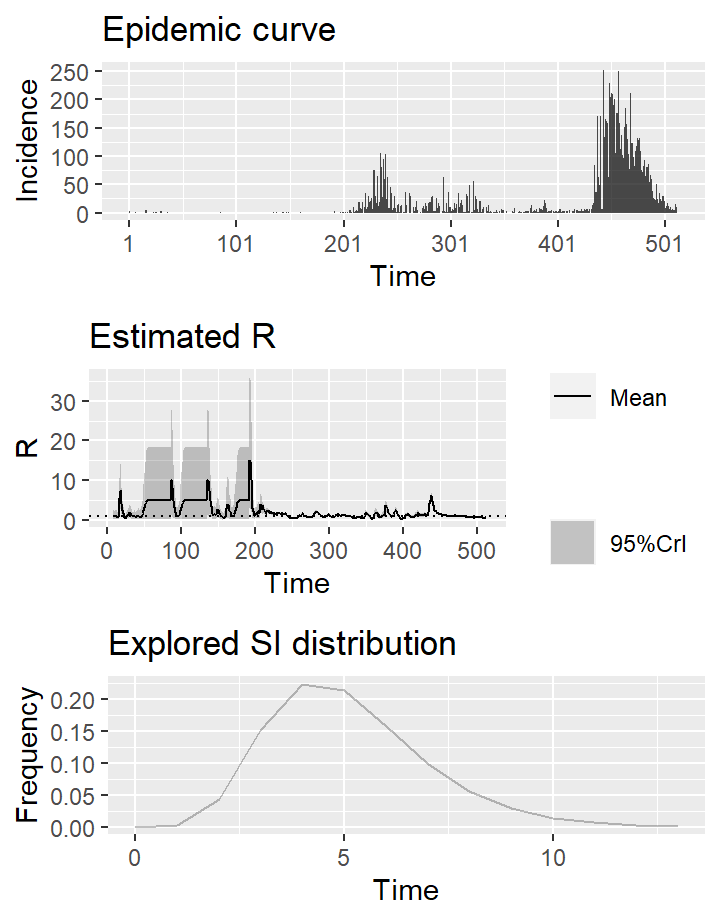 Epidemic curve
Incidence
250
200
150
100
50
0
1 101 201 301 401 501
Time
Estimated R
R
30
20
10
0
0 100 200 300 400 500
Time
Mean
95%CrI
Explored SI distribution
Frequency
0.20
0.15
0.10
0.05
0.00
0 5 10
Time